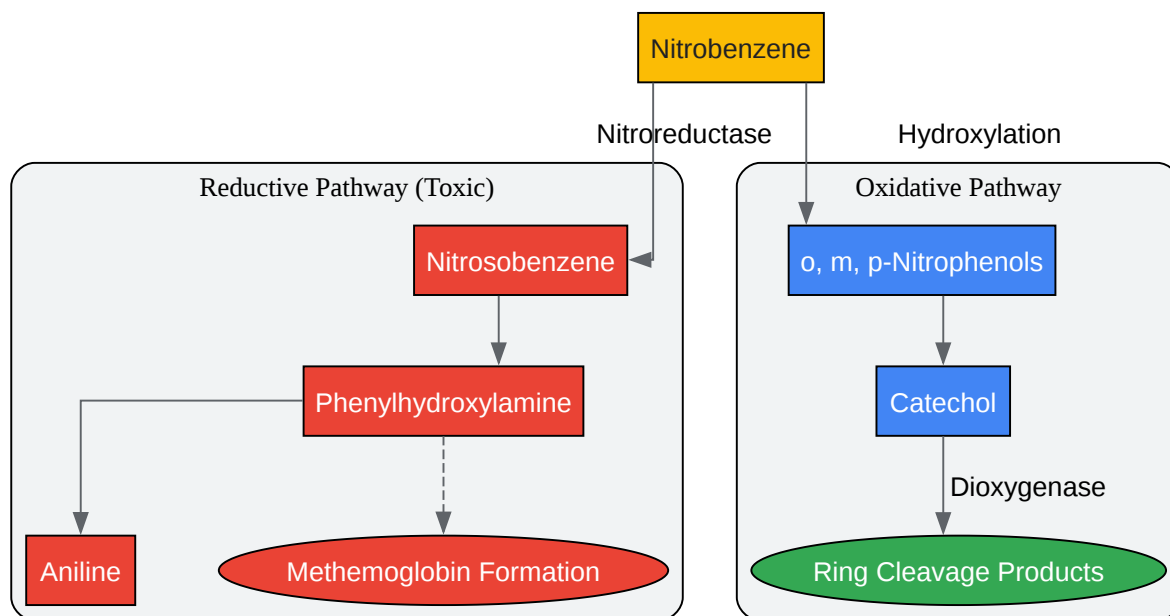 Nitrobenzene
Nitroreductase
Hydroxylation
Reductive Pathway (Toxic)
Oxidative Pathway
Nitrosobenzene
o, m, p-Nitrophenols
Phenylhydroxylamine
Catechol
Dioxygenase
Aniline
Methemoglobin Formation
Ring Cleavage Products